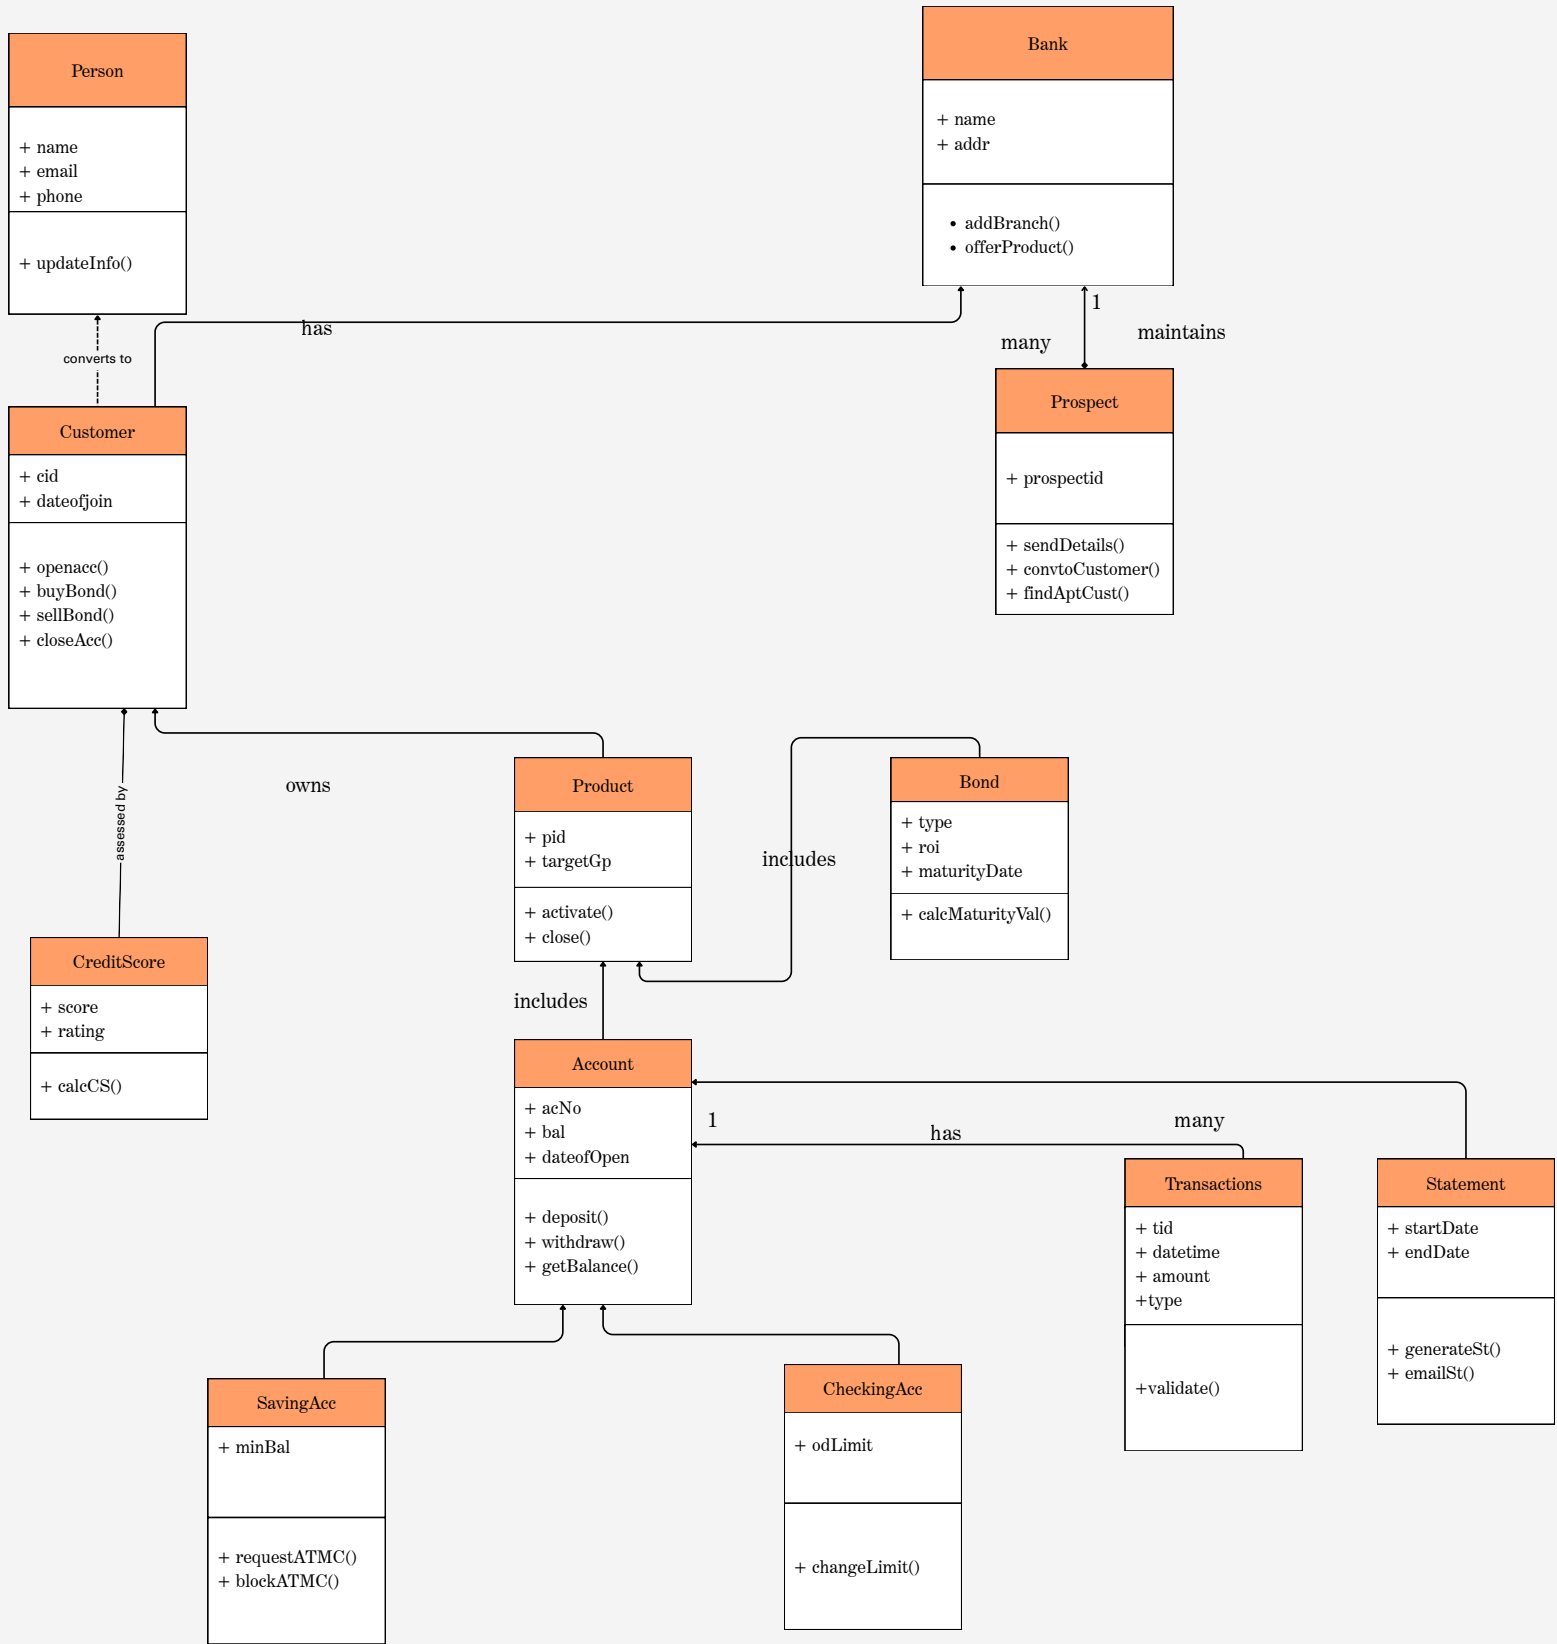 Person
+ name
+ email
+ phone
+ updateInfo()
Bank
+ name
+ addr
• addBranch()
• offerProduct()
has
1
many
maintains
converts to
Customer
+ cid
+ dateofjoin
+ openacc()
+ buyBond()
+ sellBond()
+ closeAcc()
Prospect
+ prospectid
+ sendDetails()
+ convtoCustomer()
+ findAptCust()
assessed by
owns
Product
+ pid
+ targetGp
+ activate()
+ close()
includes
Bond
+ type
+ roi
+ maturityDate
+ calcMaturityVal()
CreditScore
+ score
+ rating
+ calcCS()
includes
Account
+ acNo
+ bal
+ dateofOpen
+ deposit()
+ withdraw()
+ getBalance()
1
has
many
Transactions
+ tid
+ datetime
+ amount
+type
+validate()
Statement
+ startDate
+ endDate
+ generateSt()
+ emailSt()
SavingAcc
+ minBal
+ requestATMC()
+ blockATMC()
CheckingAcc
+ odLimit
+ changeLimit()